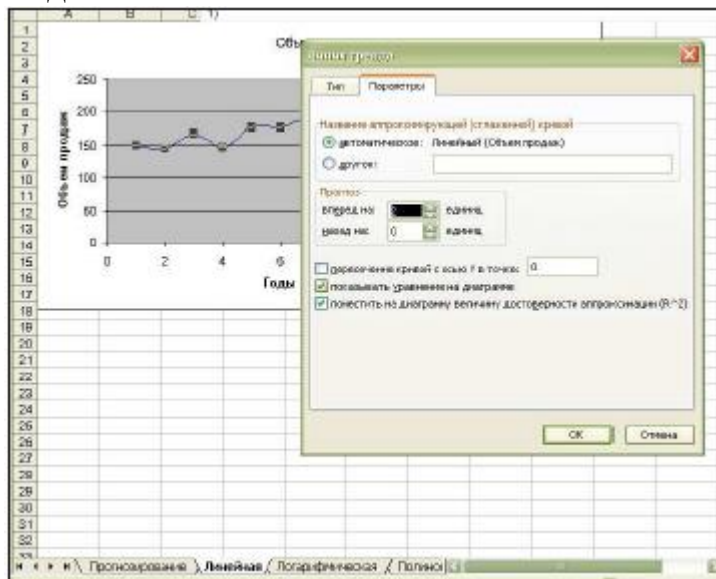 A B C 1)
1
2
3
4
5
6
7
8
9
10
11
12
13
14
15
16
17
18
19
20
21
22
23
24
25
26
27
28
29
30
31
32
33
Объем
250
200
150
100
50
0
0 2 4 6
Объем продаж
Годы
Линия тренда
Тип Параметры
Название аппроксимирующей (сглаженной) кривой
автоматическое: Линейный (Объем продаж)
другое:
Прогноз
вперед на: единиц
назад на: 0 единиц
пересечение кривой с осью Y в точке: 0
показывать уравнение на диаграмме
поместить на диаграмму величину достоверности аппроксимации (R^2)
OK Отмена
Прогнозирование Линейная Логарифмическая Полином